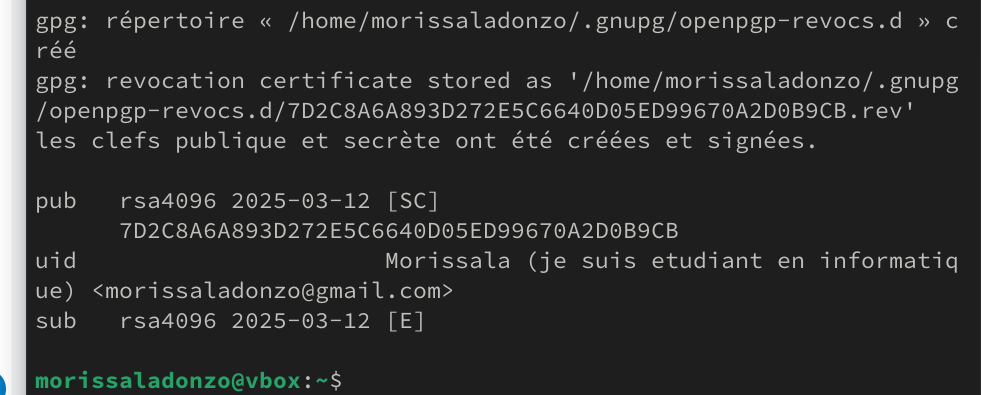 gpg: répertoire « /home/morissaladonzo/.gnupg/openpgp-revocs.d » c
réé
gpg: revocation certificate stored as '/home/morissaladonzo/.gnupg
/openpgp-revocs.d/7D2C8A6A893D272E5C6640D05ED99670A2D0B9CB.rev'
les clefs publique et secrète ont été créées et signées.
pub   rsa4096 2025-03-12 [SC]
      7D2C8A6A893D272E5C6640D05ED99670A2D0B9CB
uid                      Morissala (je suis etudiant en informatiq
ue) <morissaladonzo@gmail.com>
sub   rsa4096 2025-03-12 [E]
morissaladonzo@vbox:~$